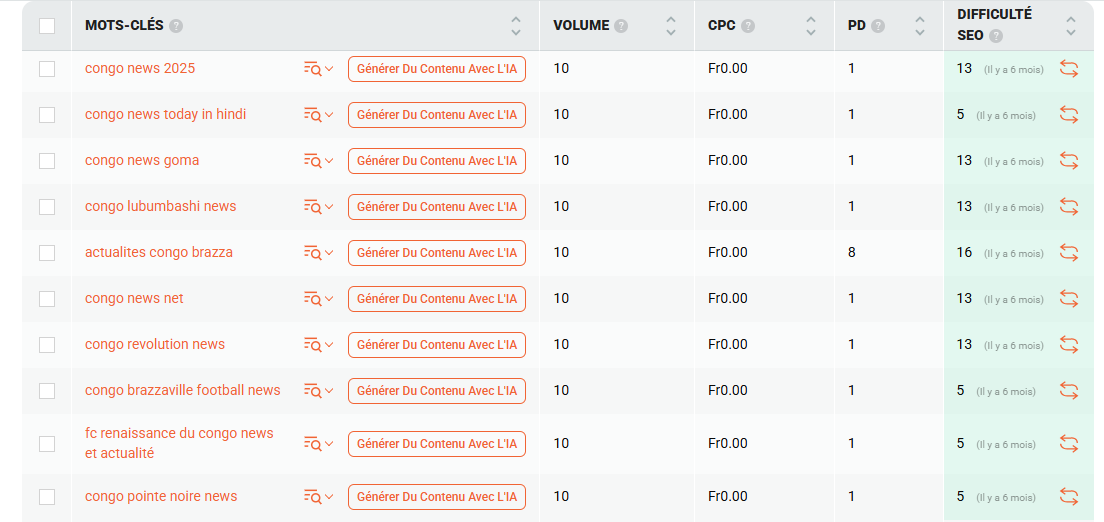 MOTS-CLÉS ? VOLUME ? CPC ? PD ? DIFFICULTÉ
SEO ?
congo news 2025 Générer Du Contenu Avec L'IA 10 Fr0.00 1 13 (Il y a 6 mois)
congo news today in hindi Générer Du Contenu Avec L'IA 10 Fr0.00 1 5 (Il y a 6 mois)
congo news goma Générer Du Contenu Avec L'IA 10 Fr0.00 1 13 (Il y a 6 mois)
congo lubumbashi news Générer Du Contenu Avec L'IA 10 Fr0.00 1 13 (Il y a 6 mois)
actualites congo brazza Générer Du Contenu Avec L'IA 10 Fr0.00 8 16 (Il y a 6 mois)
congo news net Générer Du Contenu Avec L'IA 10 Fr0.00 1 13 (Il y a 6 mois)
congo revolution news Générer Du Contenu Avec L'IA 10 Fr0.00 1 13 (Il y a 6 mois)
congo brazzaville football news Générer Du Contenu Avec L'IA 10 Fr0.00 1 5 (Il y a 6 mois)
fc renaissance du congo news
et actualité Générer Du Contenu Avec L'IA 10 Fr0.00 1 5 (Il y a 6 mois)
congo pointe noire news Générer Du Contenu Avec L'IA 10 Fr0.00 1 5 (Il y a 6 mois)